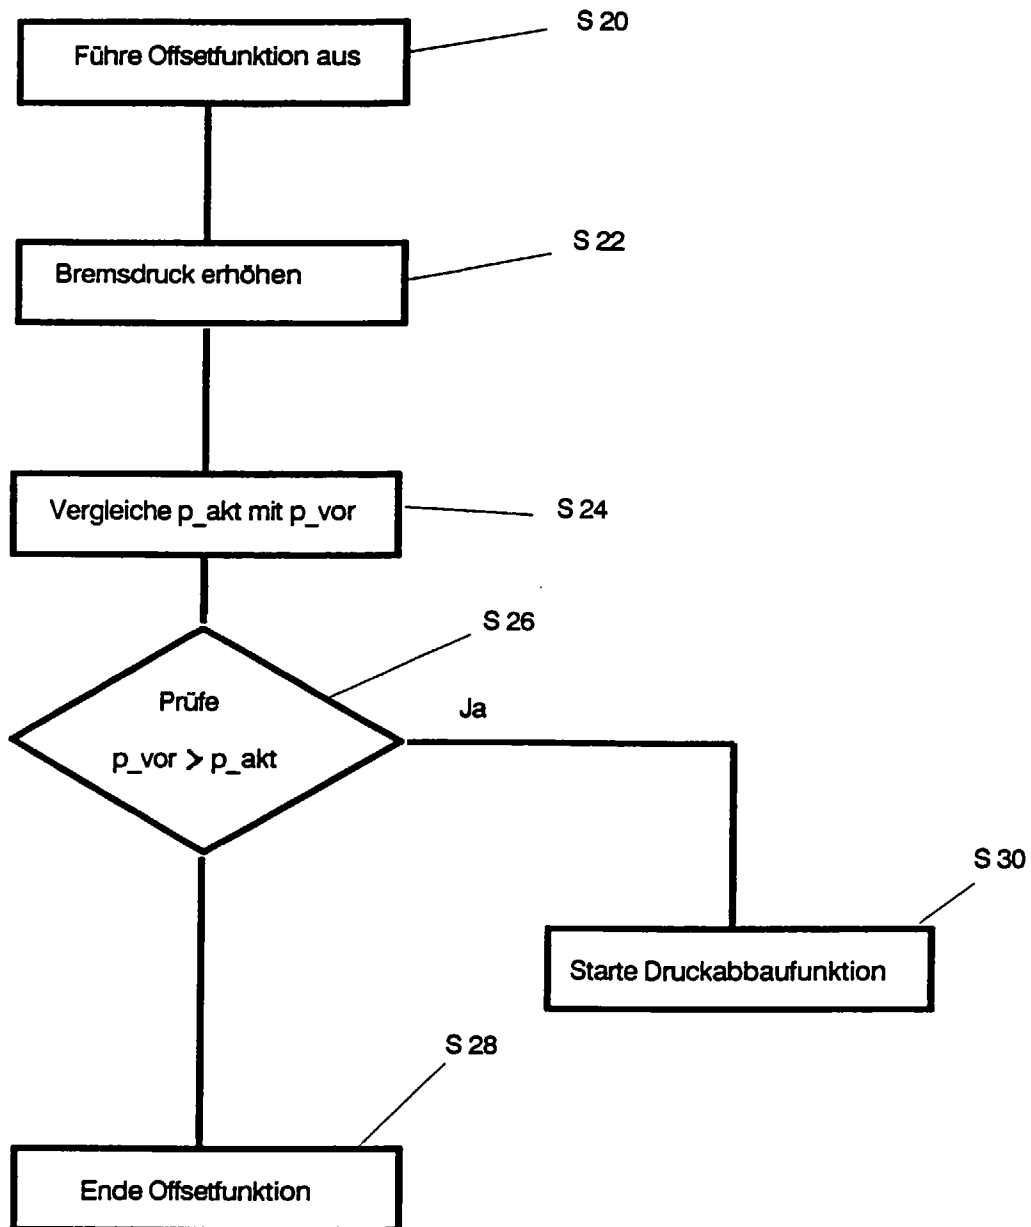 S 20
Führe Offsetfunktion aus
S 22
Bremsdruck erhöhen
Vergleiche p_akt mit p_vor
S 24
S 26
Prüfe
Ja
p_vor > p_akt
S 30
Starte Druckabbaufunktion
S 28
Ende Offsetfunktion